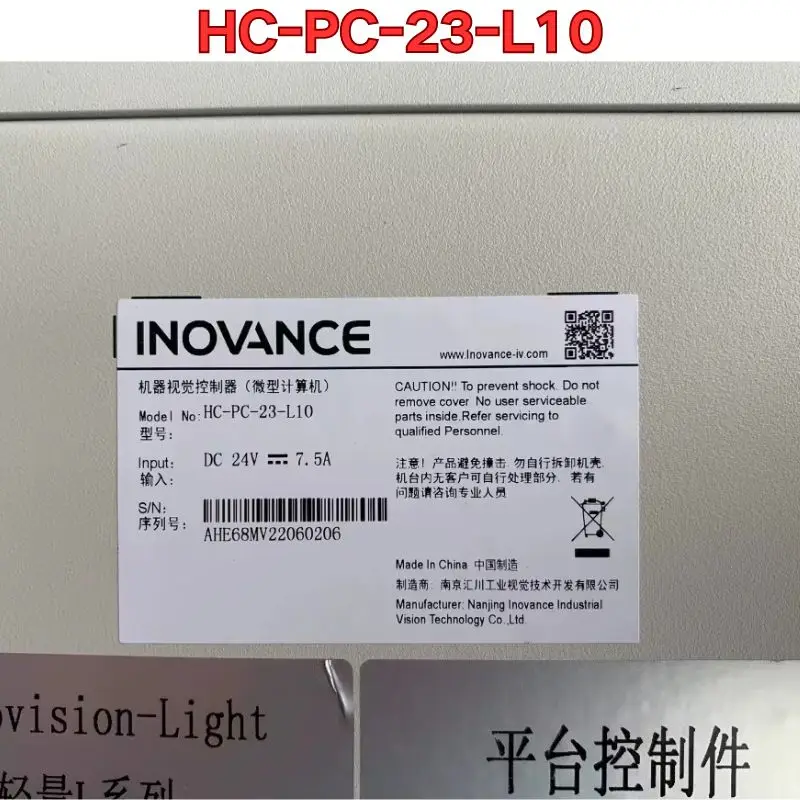 HC-PC-23-L10
INOVANCE
www.Inovance-iv.com
机器视觉控制器（微型计算机）
Model No: HC-PC-23-L10
型号：
Input: DC 24V 7.5A
输入：
S/N:
序列号：
AHE68MV22060206
CAUTION!! To prevent shock. Do not
remove cover. No user serviceable
parts inside.Refer servicing to
qualified Personnel.
注意！产品避免撞击. 勿自行拆卸机壳.
机台内无客户可自行处理部分. 若有
问题请咨询专业人员
Made In China 中国制造
制造商：南京汇川工业视觉技术开发有限公司
Manufacturer: Nanjing Inovance Industrial
Vision Technology Co.,Ltd.
vision-Light
轻量L系列
平台控制件